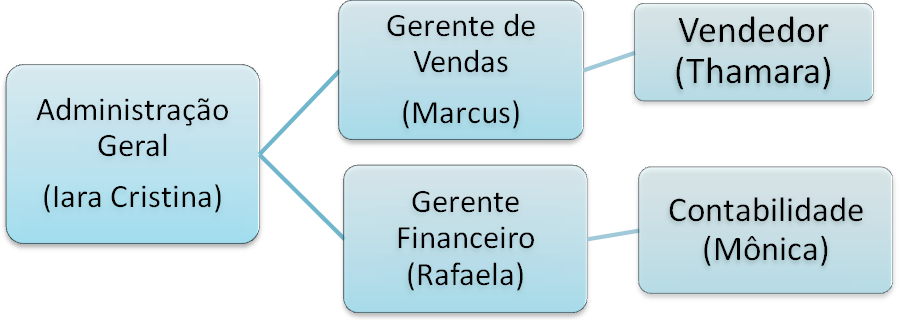 Administração
Geral
(Iara Cristina)
Gerente de
Vendas
(Marcus)
Vendedor
(Thamara)
Gerente
Financeiro
(Rafaela)
Contabilidade
(Mônica)